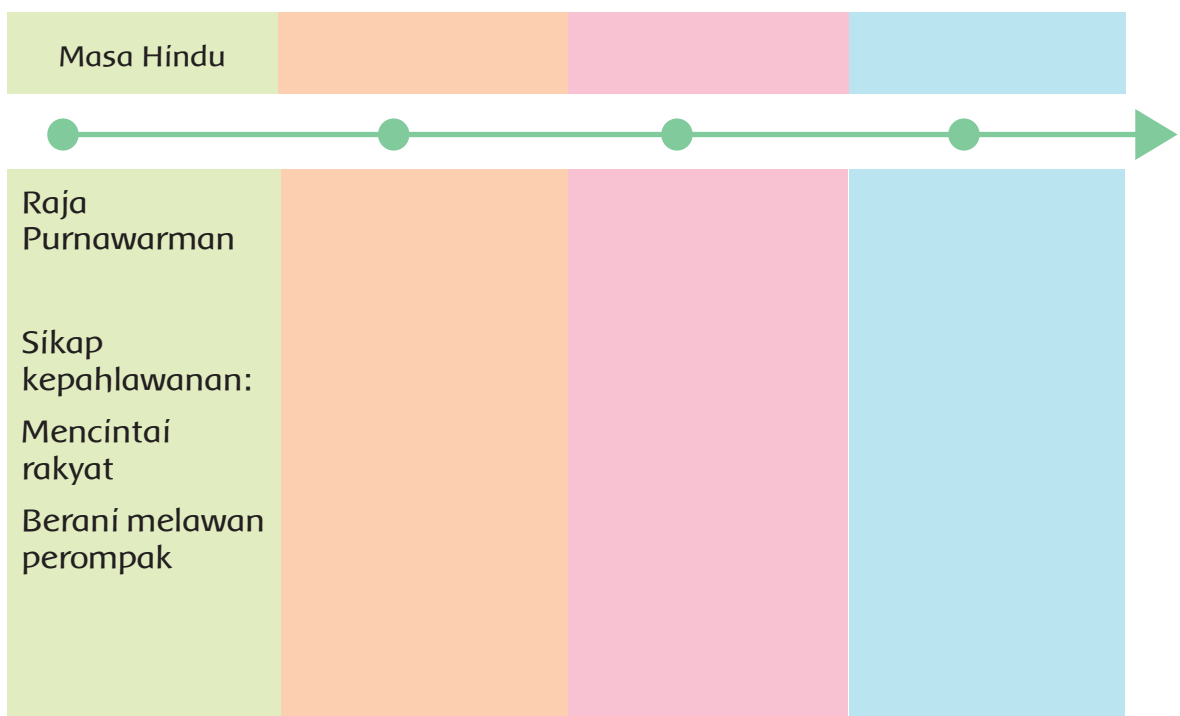 Masa Hindu
Raja
Purnawarman
Sikap
kepahlawanan:
Mencintai
rakyat
Berani melawan
perompak